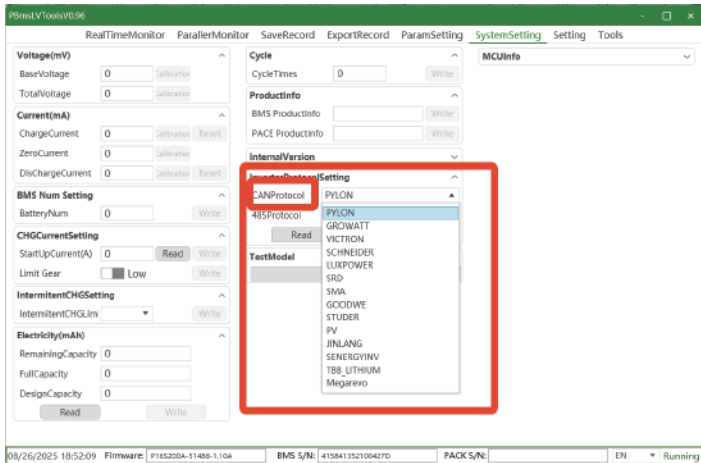 PBmsLVToolsV0.96
RealTimeMonitor ParallerMonitor SaveRecord ExportRecord ParamSetting SystemSetting Setting Tools
Voltage(mV)
BaseVoltage 0 Calibration
TotalVoltage 0 Calibration
Current(mA)
ChargeCurrent 0 Calibration Reset
ZeroCurrent 0 Calibration
DisChargeCurrent 0 Calibration Reset
BMS Num Setting
BatteryNum 0 Write
CHGCurrentSetting
StartUpCurrent(A) 0 Read Write
Limit Gear Low Write
IntermitentCHGSetting
IntermitentCHGLimi Write
Electricity(mAh)
RemainingCapacity 0
FullCapacity 0
DesignCapacity 0
Read Write
Cycle
CycleTimes 0 Write
ProductInfo
BMS ProductInfo Write
PACE ProductInfo Write
InternalVersion
InverterProtocolSetting
CANProtocol PYLON
485Protocol
Read
TestModel
PYLON
GROWATT
VICTRON
SCHNEIDER
LUXPOWER
SRD
SMA
GOODWE
STUDER
PV
JINLANG
SENERGYINV
TBB_LITHIUM
Megarevo
MCUInfo
08/26/2025 18:52:09 Firmware: P16S200A-51486-1.10A BMS S/N: 4158413521004270 PACK S/N: EN Running